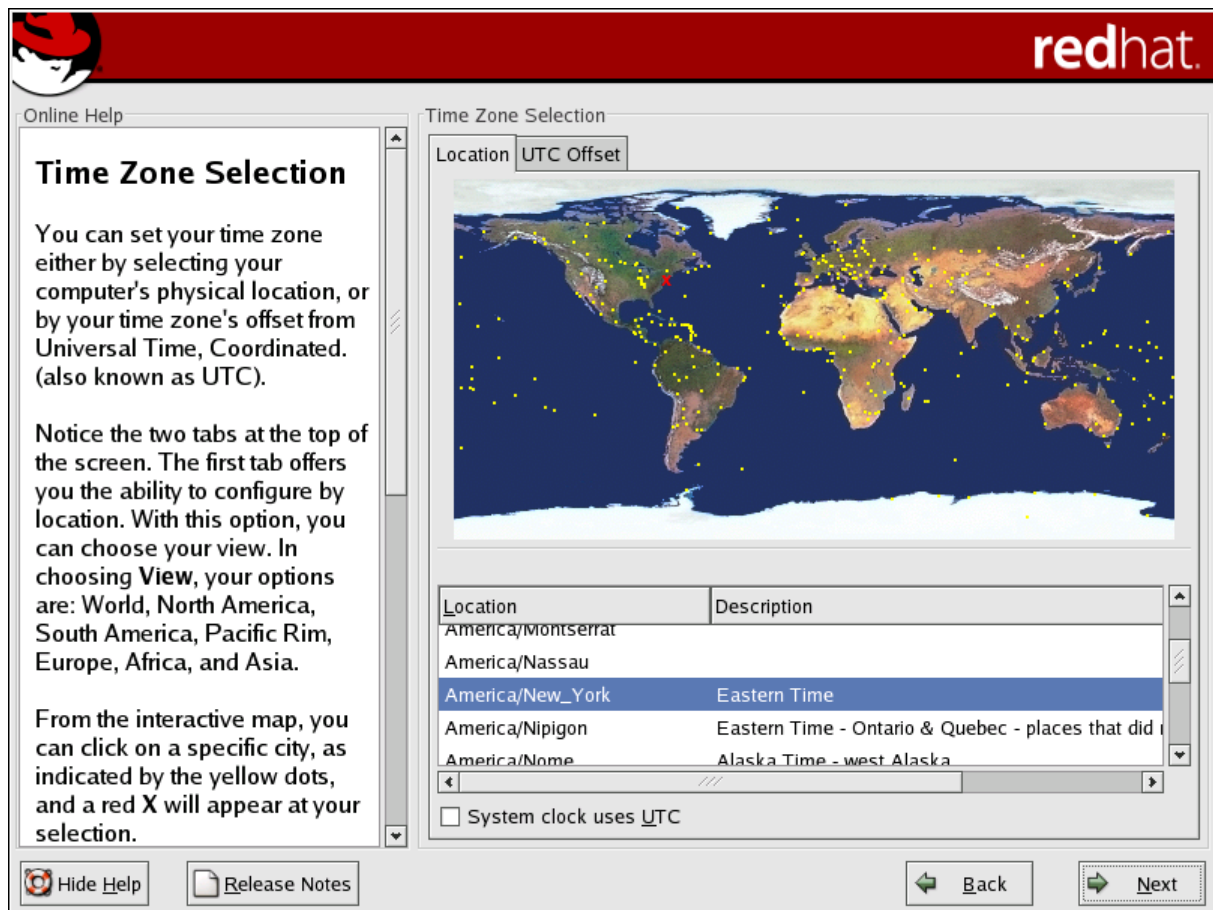 redhat.
Online Help
Time Zone Selection
You can set your time zone
either by selecting your
computer's physical location, or
by your time zone's offset from
Universal Time, Coordinated.
(also known as UTC).
Notice the two tabs at the top of
the screen. The first tab offers
you the ability to configure by
location. With this option, you
can choose your view. In
choosing View, your options
are: World, North America,
South America, Pacific Rim,
Europe, Africa, and Asia.
From the interactive map, you
can click on a specific city, as
indicated by the yellow dots,
and a red X will appear at your
selection.
Time Zone Selection
Location UTC Offset
x
Location Description
America/Montserrat
America/Nassau
America/New_York Eastern Time
America/Nipigon Eastern Time - Ontario & Quebec - places that did
America/Nome Alaska Time - west Alaska
System clock uses UTC
Hide Help Release Notes Back Next